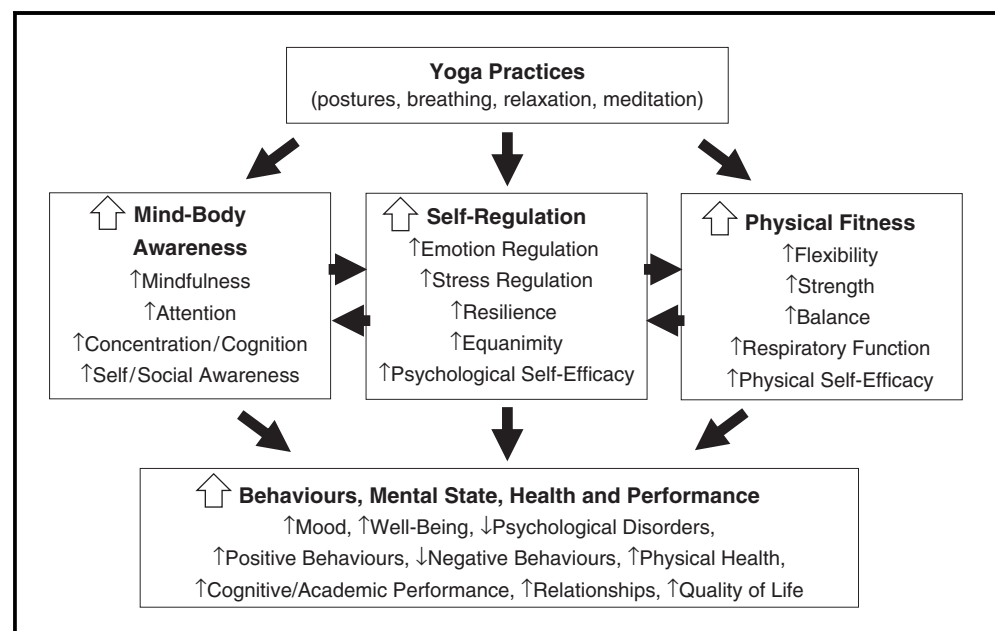 Yoga Practices
(postures, breathing, relaxation, meditation)
Mind-Body
Awareness
↑Mindfulness
↑Attention
↑Concentration/Cognition
↑Self/Social Awareness
Self-Regulation
↑Emotion Regulation
↑Stress Regulation
↑Resilience
↑Equanimity
↑Psychological Self-Efficacy
Physical Fitness
↑Flexibility
↑Strength
↑Balance
↑Respiratory Function
↑Physical Self-Efficacy
Behaviours, Mental State, Health and Performance
↑Mood, ↑Well-Being, ↓Psychological Disorders,
↑Positive Behaviours, ↓Negative Behaviours, ↑Physical Health,
↑Cognitive/Academic Performance, ↑Relationships, ↑Quality of Life